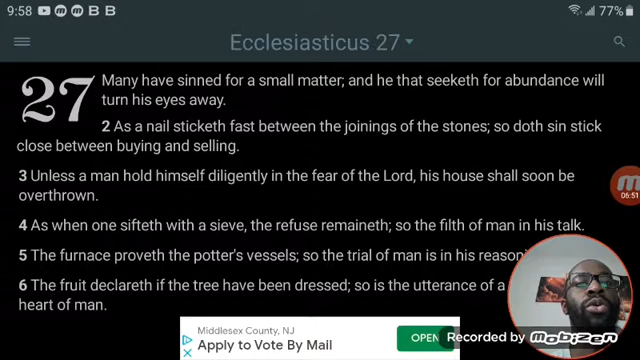 9:58 B B 77%
Ecclesiasticus 27
27 Many have sinned for a small matter; and he that seeketh for abundance will
turn his eyes away.
2 As a nail sticketh fast between the joinings of the stones; so doth sin stick
close between buying and selling.
3 Unless a man hold himself diligently in the fear of the Lord, his house shall soon be
overthrown.
4 As when one sifteth with a sieve, the refuse remaineth; so the filth of man in his talk.
5 The furnace proveth the potter's vessels; so the trial of man is in his
6 The fruit declareth if the tree have been dressed; so is the utterance of a
heart of man.
06:51
Middlesex County, NJ
Apply to Vote By Mail
OPEN
Recorded by Mobizen